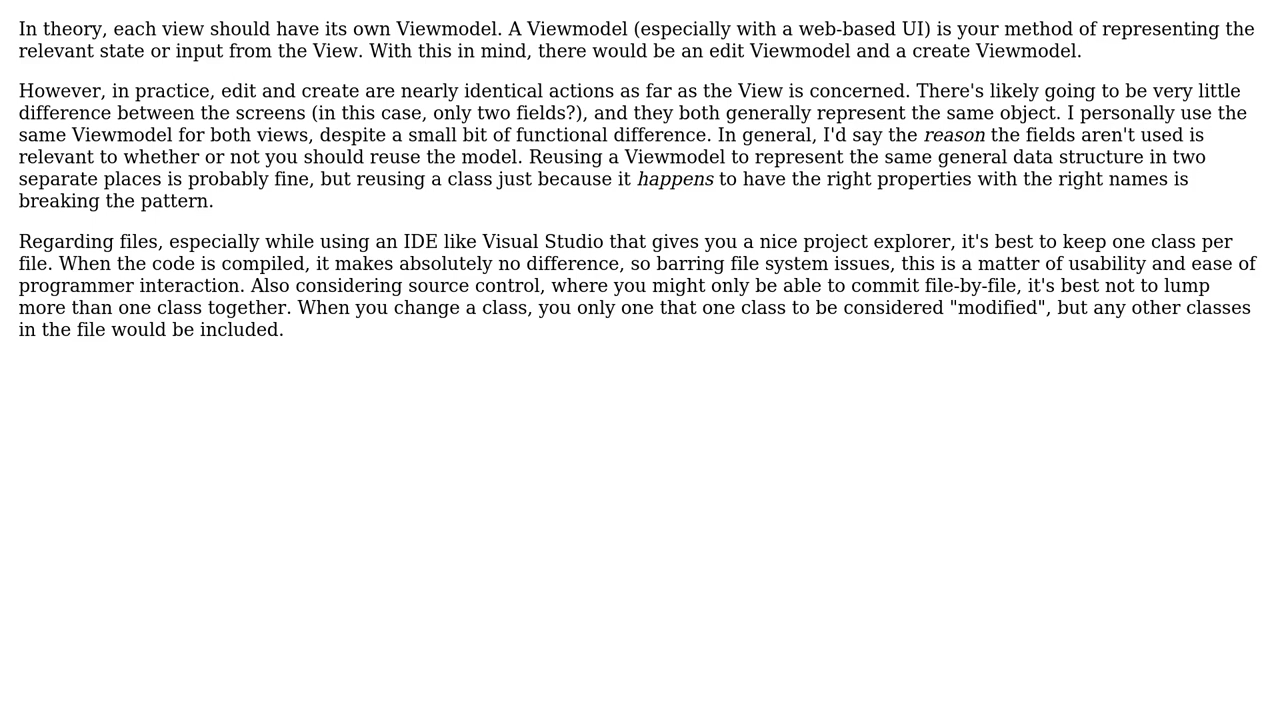 In theory, each view should have its own Viewmodel. A Viewmodel (especially with a web-based UI) is your method of representing the
relevant state or input from the View. With this in mind, there would be an edit Viewmodel and a create Viewmodel.
However, in practice, edit and create are nearly identical actions as far as the View is concerned. There's likely going to be very little
difference between the screens (in this case, only two fields?), and they both generally represent the same object. I personally use the
same Viewmodel for both views, despite a small bit of functional difference. In general, I'd say the reason the fields aren't used is
relevant to whether or not you should reuse the model. Reusing a Viewmodel to represent the same general data structure in two
separate places is probably fine, but reusing a class just because it happens to have the right properties with the right names is
breaking the pattern.
Regarding files, especially while using an IDE like Visual Studio that gives you a nice project explorer, it's best to keep one class per
file. When the code is compiled, it makes absolutely no difference, so barring file system issues, this is a matter of usability and ease of
programmer interaction. Also considering source control, where you might only be able to commit file-by-file, it's best not to lump
more than one class together. When you change a class, you only one that one class to be considered "modified", but any other classes
in the file would be included.